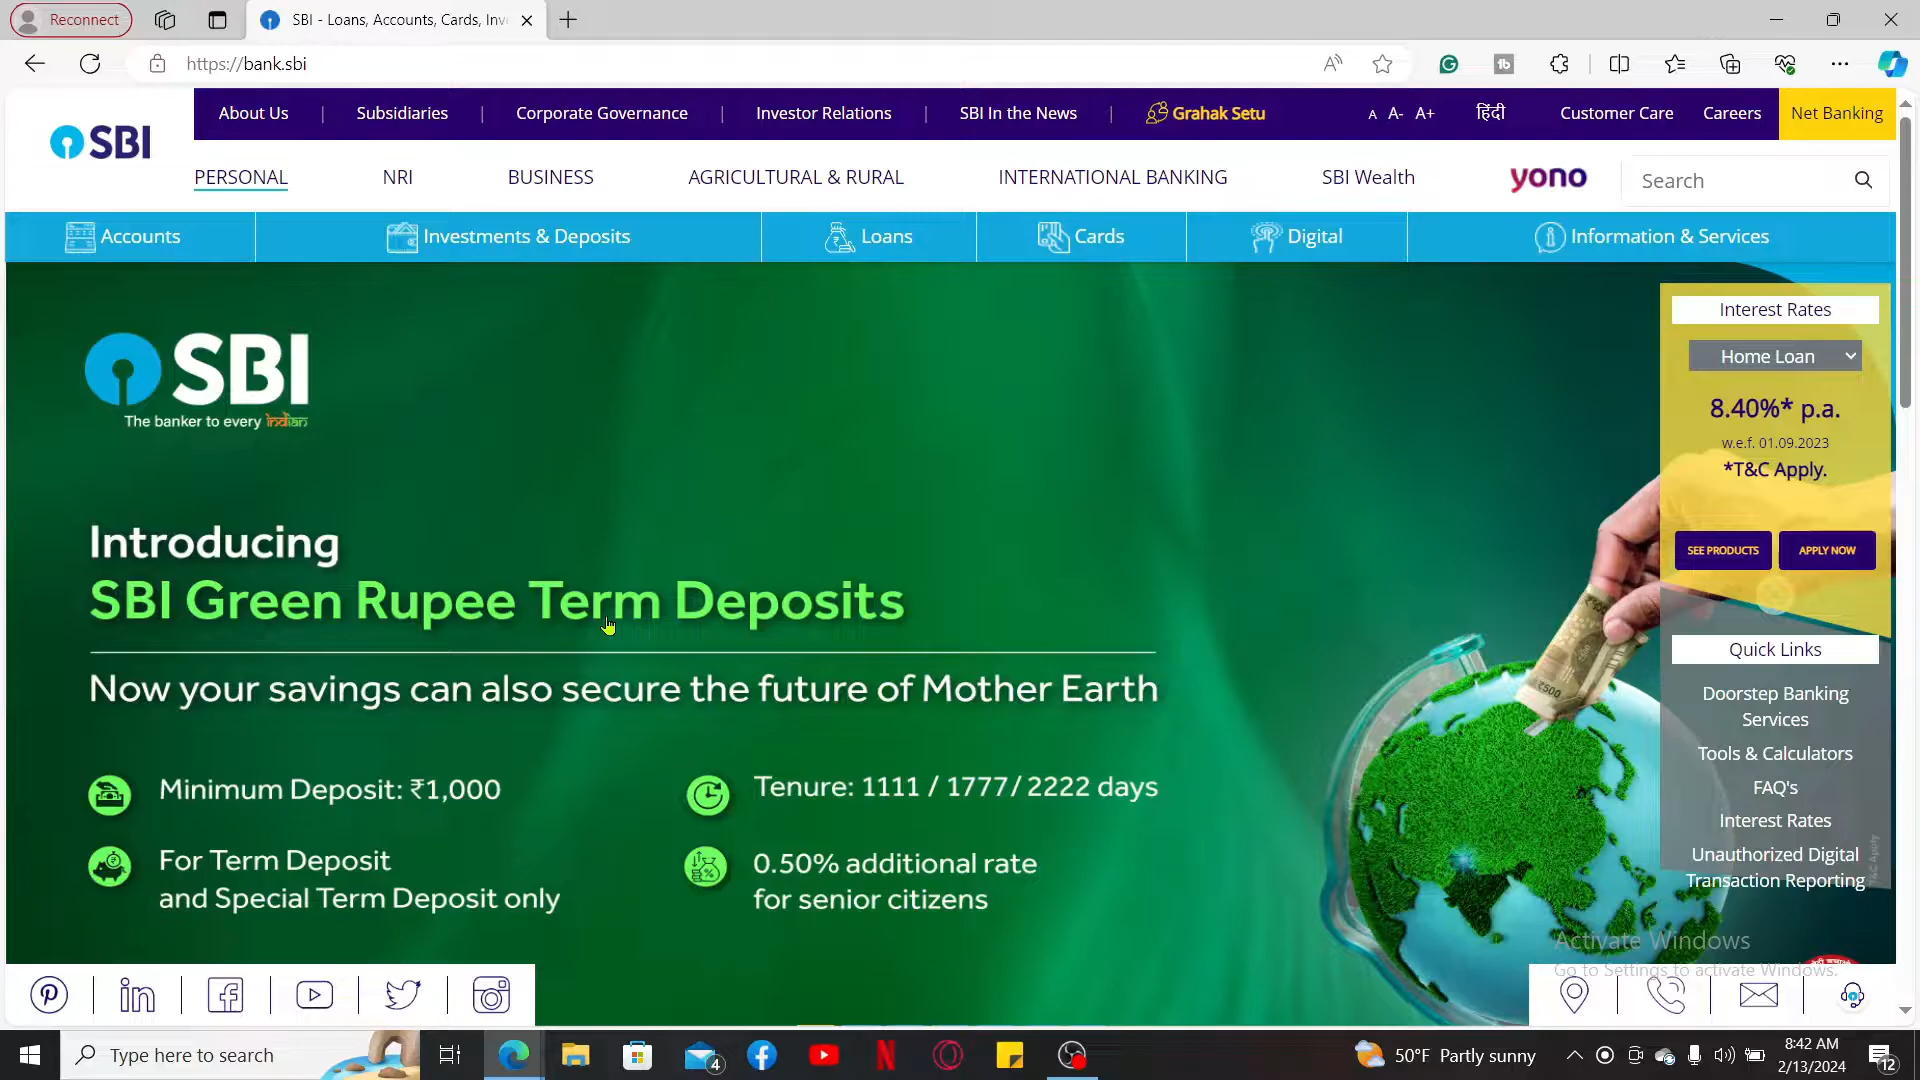 Reconnect
SBI - Loans, Accounts, Cards, Inv
https://bank.sbi
About Us | Subsidiaries | Corporate Governance | Investor Relations | SBI In the News | Grahak Setu A A- A+ हिंदी Customer Care Careers Net Banking
SBI
PERSONAL NRI BUSINESS AGRICULTURAL & RURAL INTERNATIONAL BANKING SBI Wealth yono Search
Accounts Investments & Deposits Loans Cards Digital Information & Services
SBI
The banker to every indian
Introducing
SBI Green Rupee Term Deposits
Now your savings can also secure the future of Mother Earth
Minimum Deposit: ₹1,000
Tenure: 1111 / 1777/ 2222 days
For Term Deposit
and Special Term Deposit only
0.50% additional rate
for senior citizens
₹500
Interest Rates
Home Loan
8.40%* p.a.
w.e.f. 01.09.2023
*T&C Apply.
SEE PRODUCTS APPLY NOW
Quick Links
Doorstep Banking
Services
Tools & Calculators
FAQ's
Interest Rates
Unauthorized Digital
Transaction Reporting
T&C Apply
Activate Windows
Go to Settings to activate Windows.
Type here to search
4
50°F Partly sunny
8:42 AM
2/13/2024
12